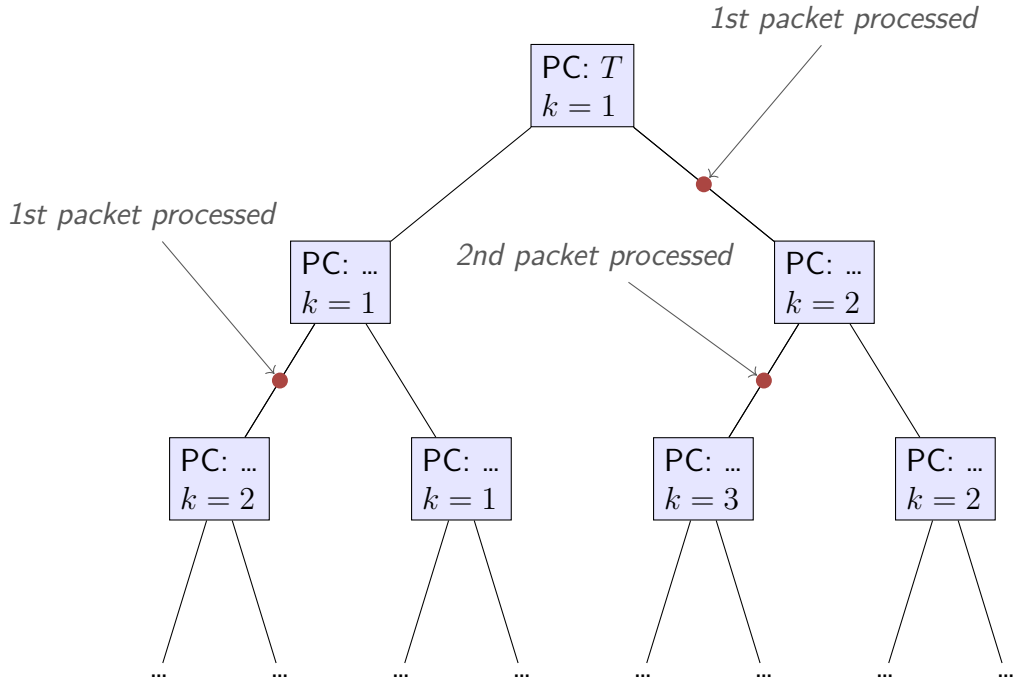 1st packet processed
PC: T
k = 1
1st packet processed
2nd packet processed
PC: ...
k = 1
PC: ...
k = 2
PC: ...
k = 2
PC: ...
k = 1
PC: ...
k = 3
PC: ...
k = 2
... ... ... ... ... ... ... ...